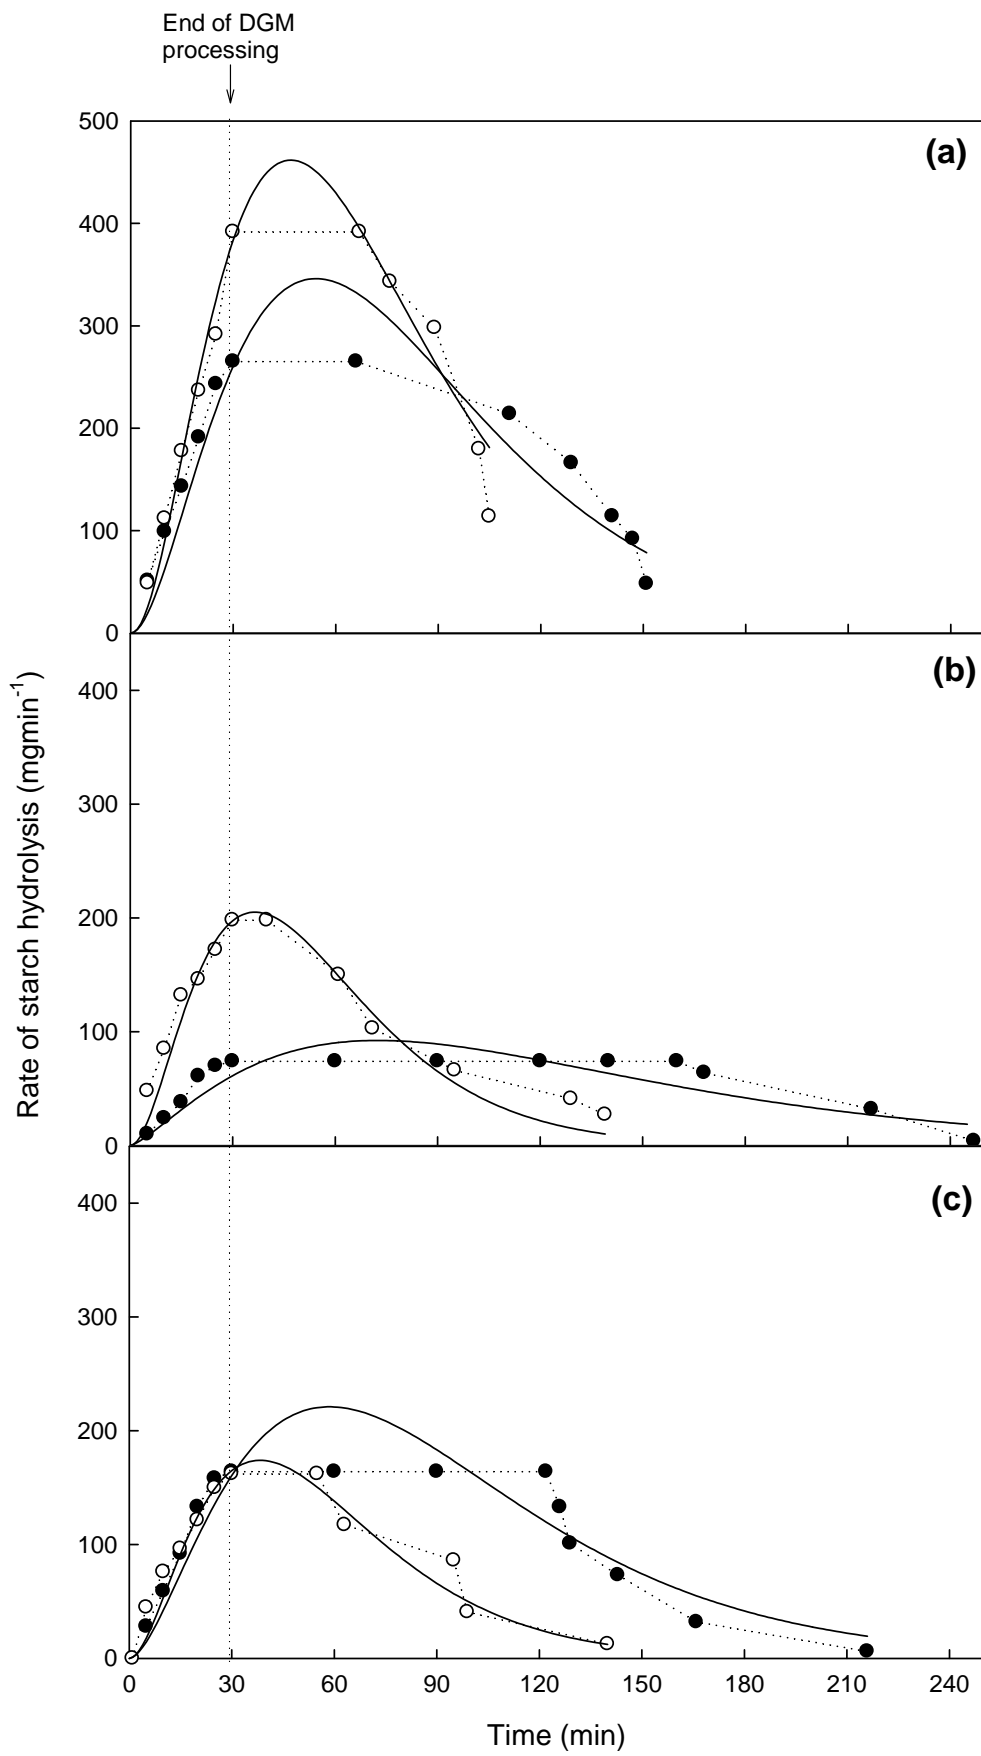 End of DGM
processing
500
(a)
400
300
200
100
0
(b)
400
300
200
100
0
(c)
400
300
200
100
0
Rate of starch hydrolysis (mgmin⁻¹)
0 30 60 90 120 150 180 210 240
Time (min)